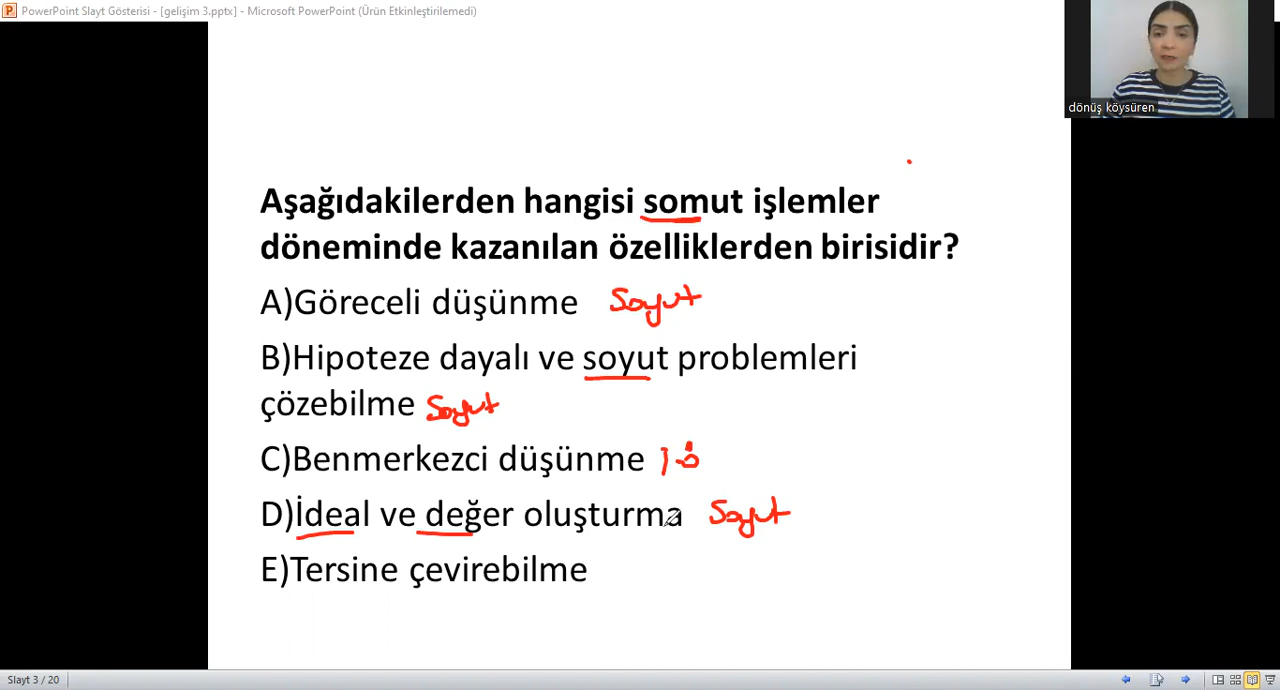 PowerPoint Slayt Gösterisi - [gelişim 3.pptx] - Microsoft PowerPoint (Ürün Etkinleştirilemedi)
dönüş köysüren
Aşağıdakilerden hangisi somut işlemler
döneminde kazanılan özelliklerden birisidir?
A)Göreceli düşünme Soyut
B)Hipoteze dayalı ve soyut problemleri
çözebilme Soyut
C)Benmerkezci düşünme
D)İdeal ve değer oluşturma Soyut
E)Tersine çevirebilme
Slayt 3 / 20